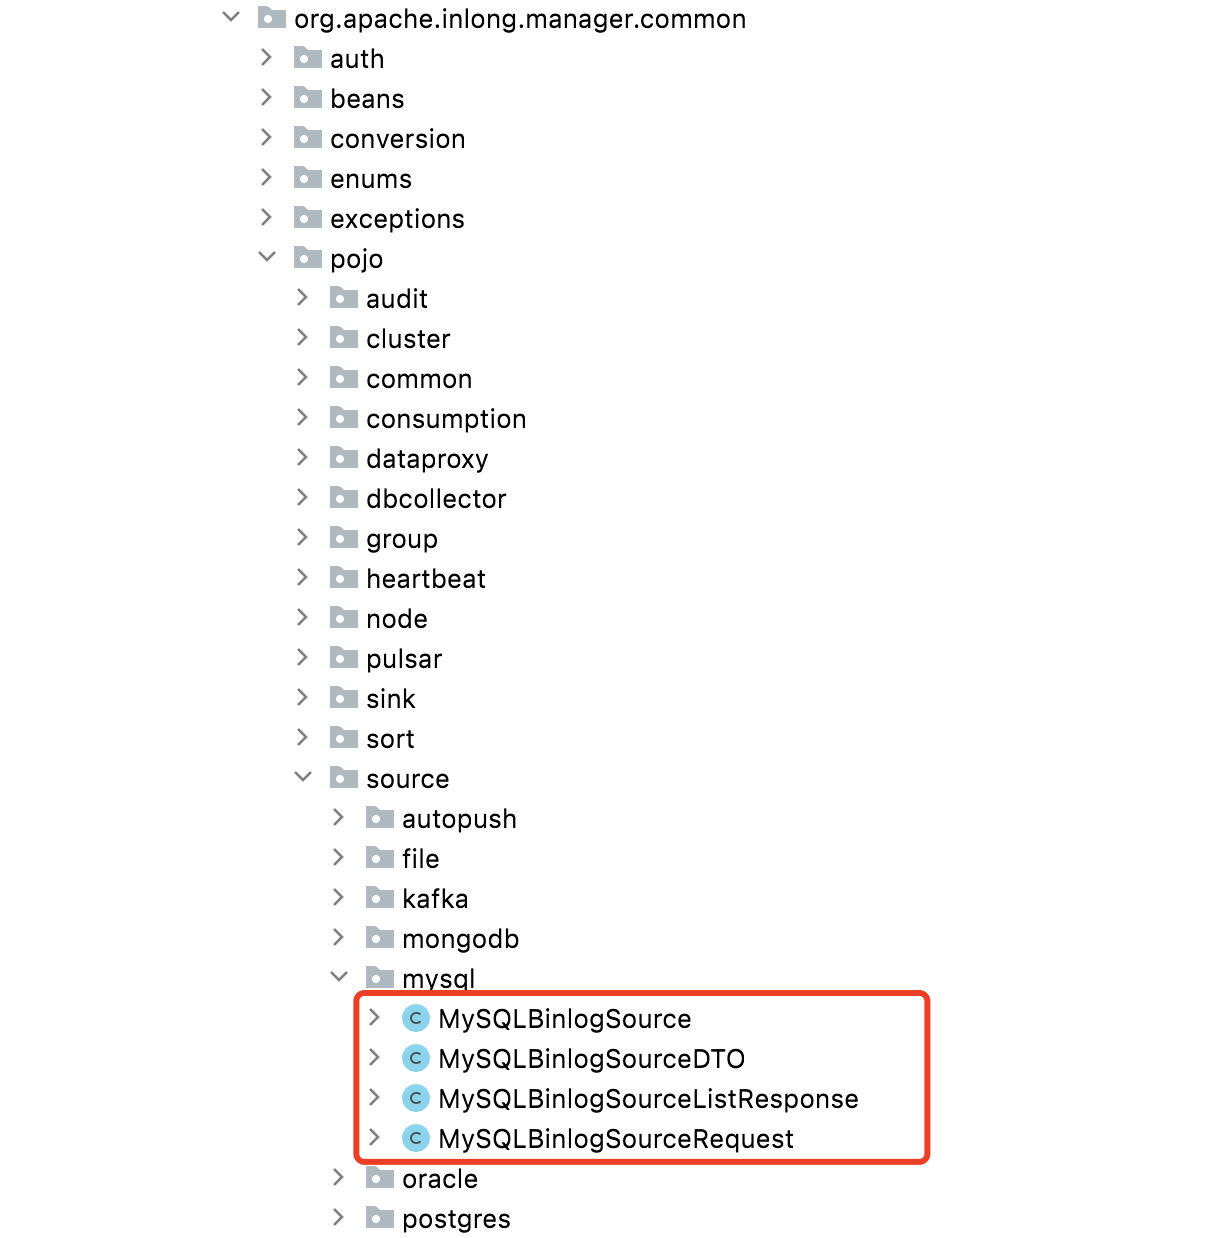 org.apache.inlong.manager.common
auth
beans
conversion
enums
exceptions
pojo
audit
cluster
common
consumption
dataproxy
dbcollector
group
heartbeat
node
pulsar
sink
sort
source
autopush
file
kafka
mongodb
mysql
C MySQLBinlogSource
C MySQLBinlogSourceDTO
C MySQLBinlogSourceListResponse
C MySQLBinlogSourceRequest
oracle
postgres